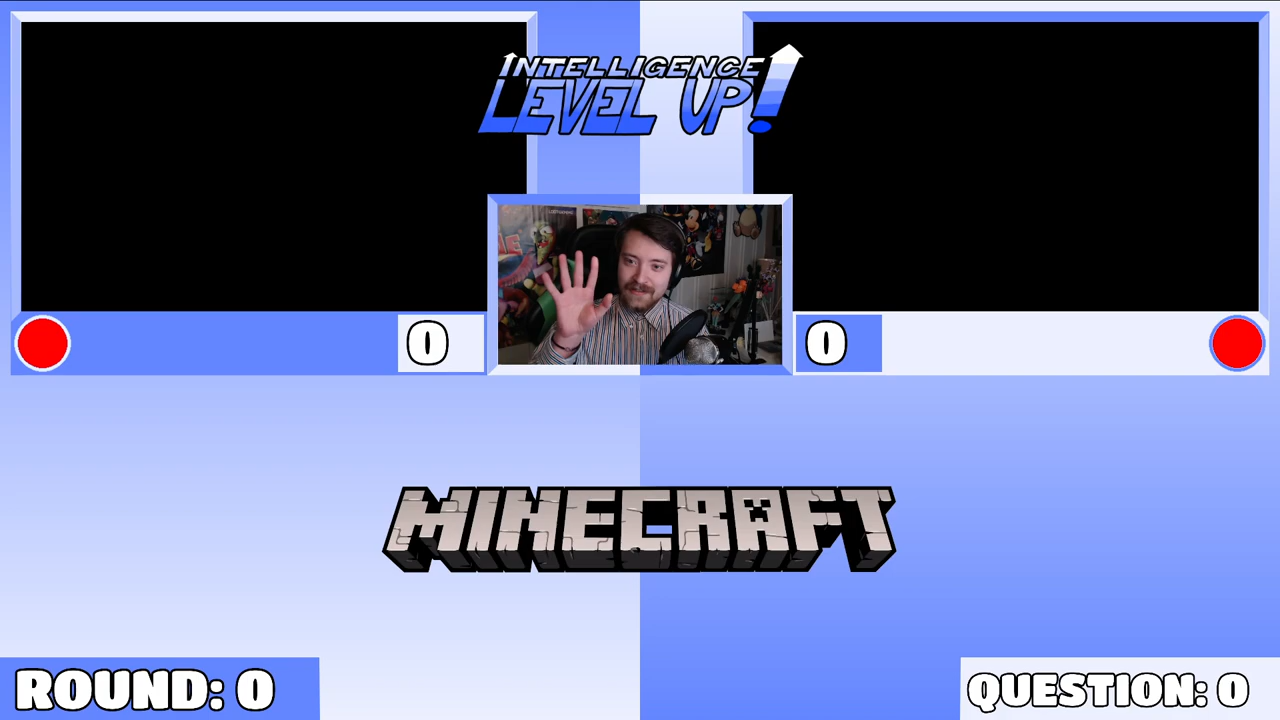 INTELLIGENCE
LEVEL UP!
0
0
MINECRAFT
ROUND: 0
QUESTION: 0